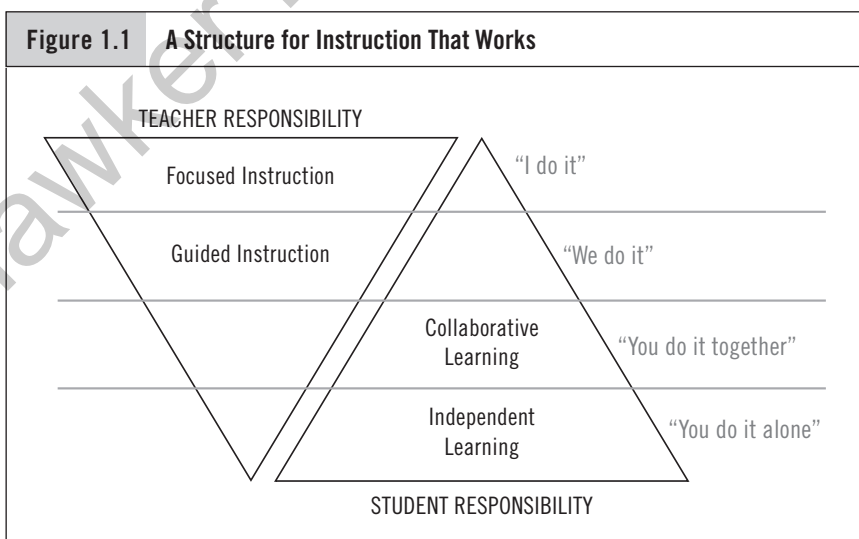 Figure 1.1 A Structure for Instruction That Works
TEACHER RESPONSIBILITY
Focused Instruction
“I do it”
Guided Instruction
“We do it”
Collaborative
Learning
“You do it together”
Independent
Learning
“You do it alone”
STUDENT RESPONSIBILITY